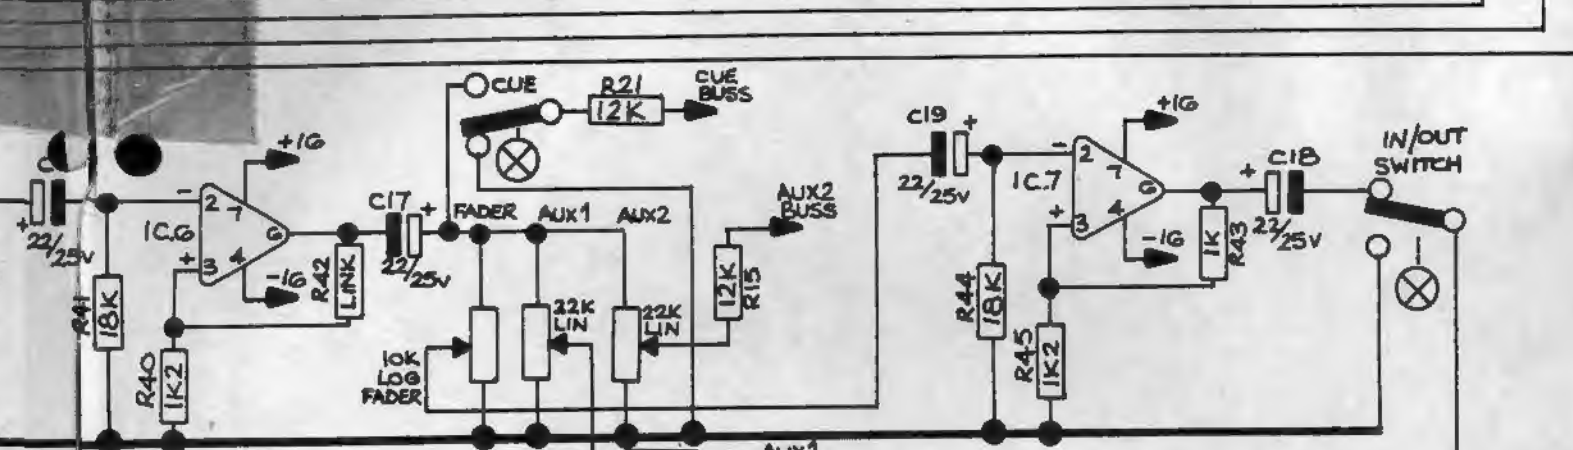 C
+
22/25v
R41
18K
-
2
7
IC.6
6
+
3
4
+16
-16
R40
1K2
R42
LINK
C17
+
22/25v
CUE
R21
12K
CUE
BUSS
FADER
AUX1
AUX2
10K
LOG
FADER
22K
LIN
22K
LIN
12K
R15
AUX2
BUSS
C19
+
22/25v
R44
18K
-
2
7
IC.7
6
+
3
4
+16
-16
R45
1K2
1K
R43
+
C18
22/25v
IN/OUT
SWITCH
AUX1